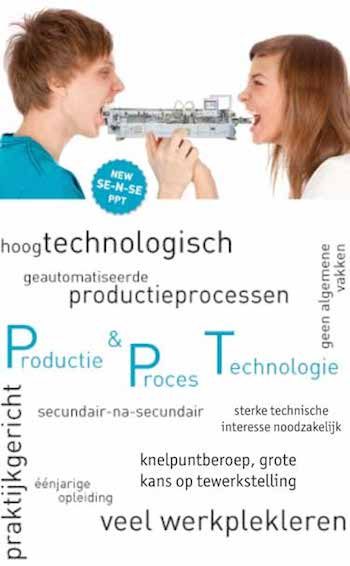 NEW
SE-N-SE
PPT
hoogtechnologisch
geautomatiseerde
productieprocessen
geen algemene
vakken
Productie & Proces Technologie
praktijkgericht
secundair-na-secundair
sterke technische
interesse noodzakelijk
knelpuntberoep, grote
kans op tewerkstelling
éénjarige
opleiding
veel werkplekleren